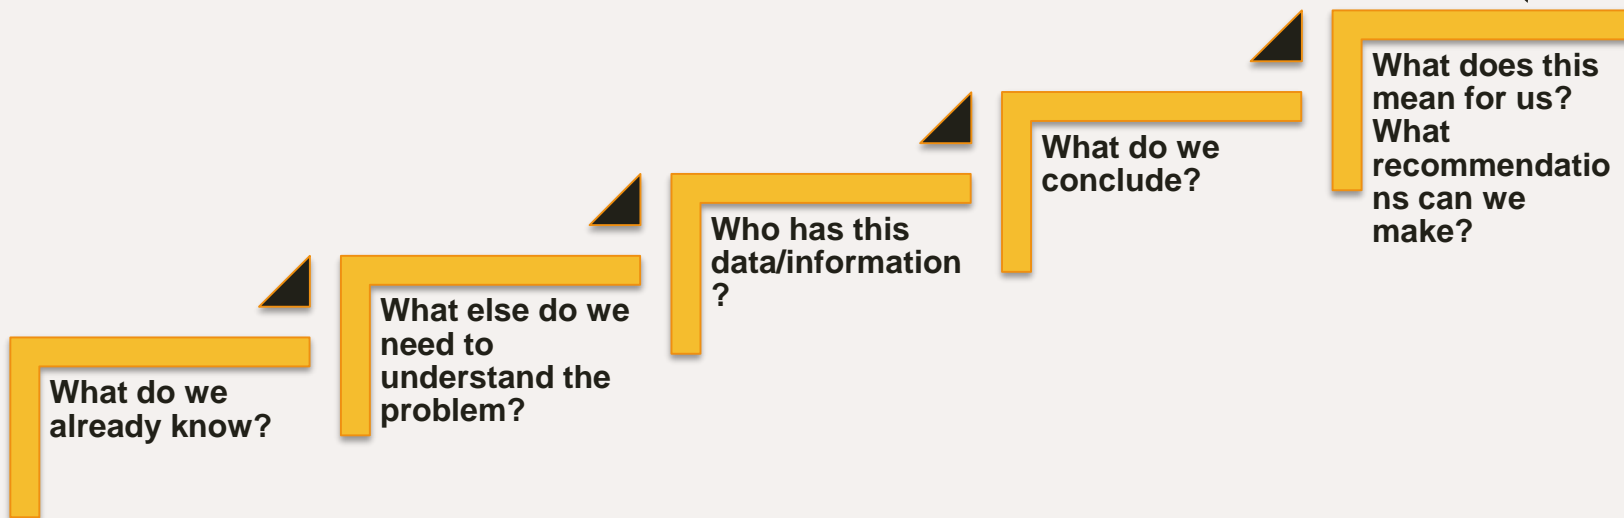 What do we
already know?
What else do we
need to
understand the
problem?
Who has this
data/information
?
What do we
conclude?
What does this
mean for us?
What
recommendatio
ns can we
make?